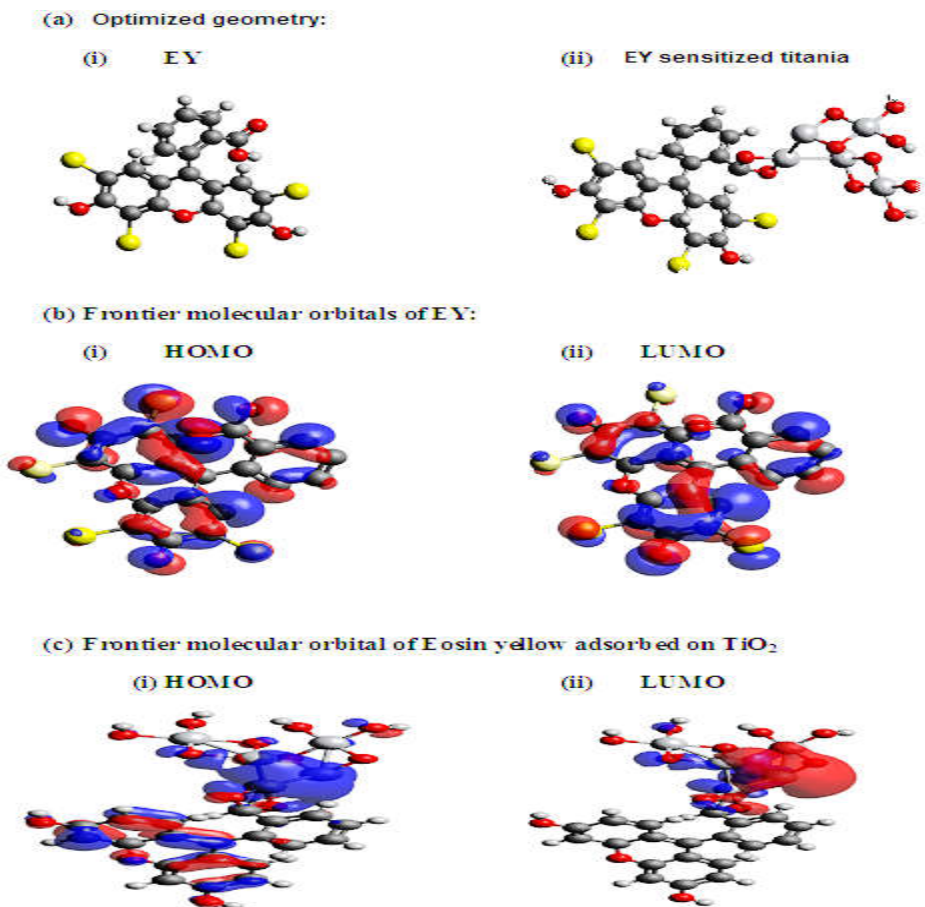 (a) Optimized geometry:
(i) EY (ii) EY sensitized titania
(b) Frontier molecular orbitals of EY:
(i) HOMO (ii) LUMO
(c) Frontier molecular orbital of Eosin yellow adsorbed on TiO₂
(i) HOMO (ii) LUMO